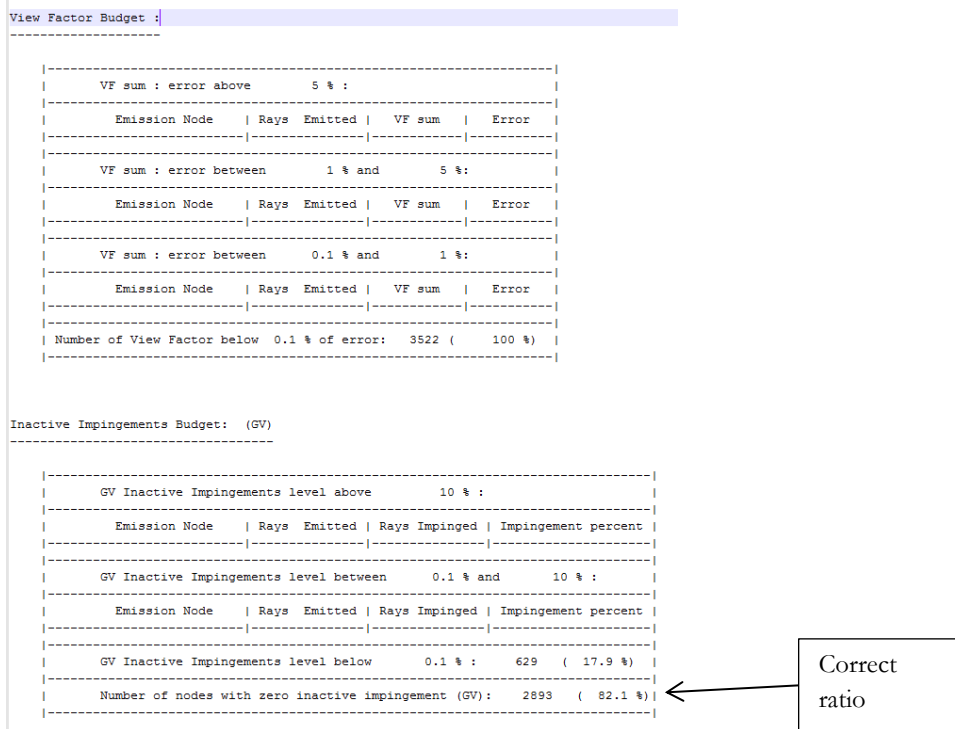 View Factor Budget :
--------------------
|-------------------------------------------------------------------|
| VF sum : error above 5 % : |
|-------------------------------------------------------------------|
| Emission Node | Rays Emitted | VF sum | Error |
|--------------------------|---------------|------------|-----------|
|-------------------------------------------------------------------|
| VF sum : error between 1 % and 5 %: |
|-------------------------------------------------------------------|
| Emission Node | Rays Emitted | VF sum | Error |
|--------------------------|---------------|------------|-----------|
|-------------------------------------------------------------------|
| VF sum : error between 0.1 % and 1 %: |
|-------------------------------------------------------------------|
| Emission Node | Rays Emitted | VF sum | Error |
|--------------------------|---------------|------------|-----------|
|-------------------------------------------------------------------|
| Number of View Factor below 0.1 % of error: 3522 ( 100 %) |
|-------------------------------------------------------------------|
Inactive Impingements Budget: (GV)
-----------------------------------
|--------------------------------------------------------------------------------|
| GV Inactive Impingements level above 10 % : |
|--------------------------------------------------------------------------------|
| Emission Node | Rays Emitted | Rays Impinged | Impingement percent |
|--------------------------|---------------|---------------|---------------------|
|--------------------------------------------------------------------------------|
| GV Inactive Impingements level between 0.1 % and 10 % : |
|--------------------------------------------------------------------------------|
| Emission Node | Rays Emitted | Rays Impinged | Impingement percent |
|--------------------------|---------------|---------------|---------------------|
|--------------------------------------------------------------------------------|
| GV Inactive Impingements level below 0.1 % : 629 ( 17.9 %) |
|--------------------------------------------------------------------------------|
| Number of nodes with zero inactive impingement (GV): 2893 ( 82.1 %)|
|--------------------------------------------------------------------------------|
Correct
ratio